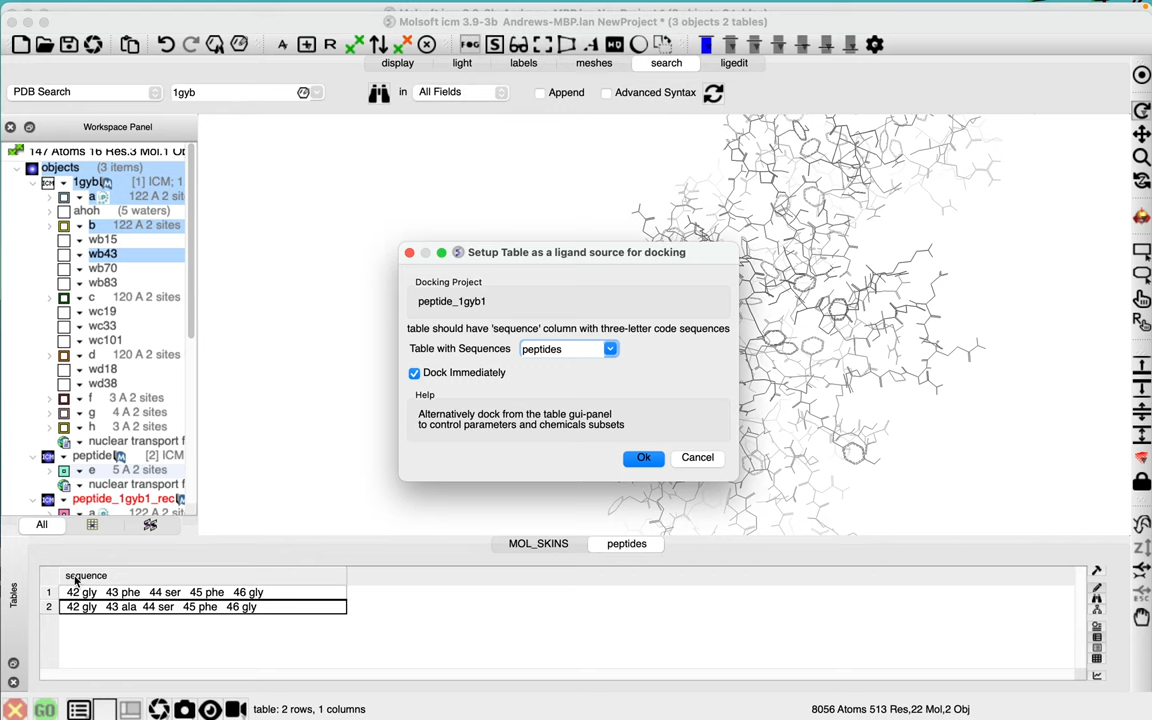 Molsoft icm 3.9-3b  Andrews-MBP.lan NewProject * (3 objects 2 tables)
display light labels meshes search ligedit
PDB Search 1gyb in All Fields Append Advanced Syntax
Workspace Panel
147 Atoms 16 Res.3 Mol.1 Ob
objects (3 items)
ICM 1gyb [1] ICM; 1
a 122 A 2 sit
ahoh (5 waters)
b 122 A 2 sites
wb15
wb43
wb70
wb83
c 120 A 2 sites
wc19
wc33
wc101
d 120 A 2 sites
wd18
wd38
f 3 A 2 sites
g 4 A 2 sites
h 3 A 2 sites
nuclear transport f
ICM peptide [2] ICM
e 5 A 2 sites
nuclear transport f
ICM peptide_1gyb1_rec
a 122 A 2 sit
All
Setup Table as a ligand source for docking
Docking Project
peptide_1gyb1
table should have 'sequence' column with three-letter code sequences
Table with Sequences peptides
Dock Immediately
Help
Alternatively dock from the table gui-panel
to control parameters and chemicals subsets
Ok Cancel
MOL_SKINS peptides
Tables
sequence
1 42 gly 43 phe 44 ser 45 phe 46 gly
2 42 gly 43 ala 44 ser 45 phe 46 gly
GO table: 2 rows, 1 columns 8056 Atoms 513 Res,22 Mol,2 Obj